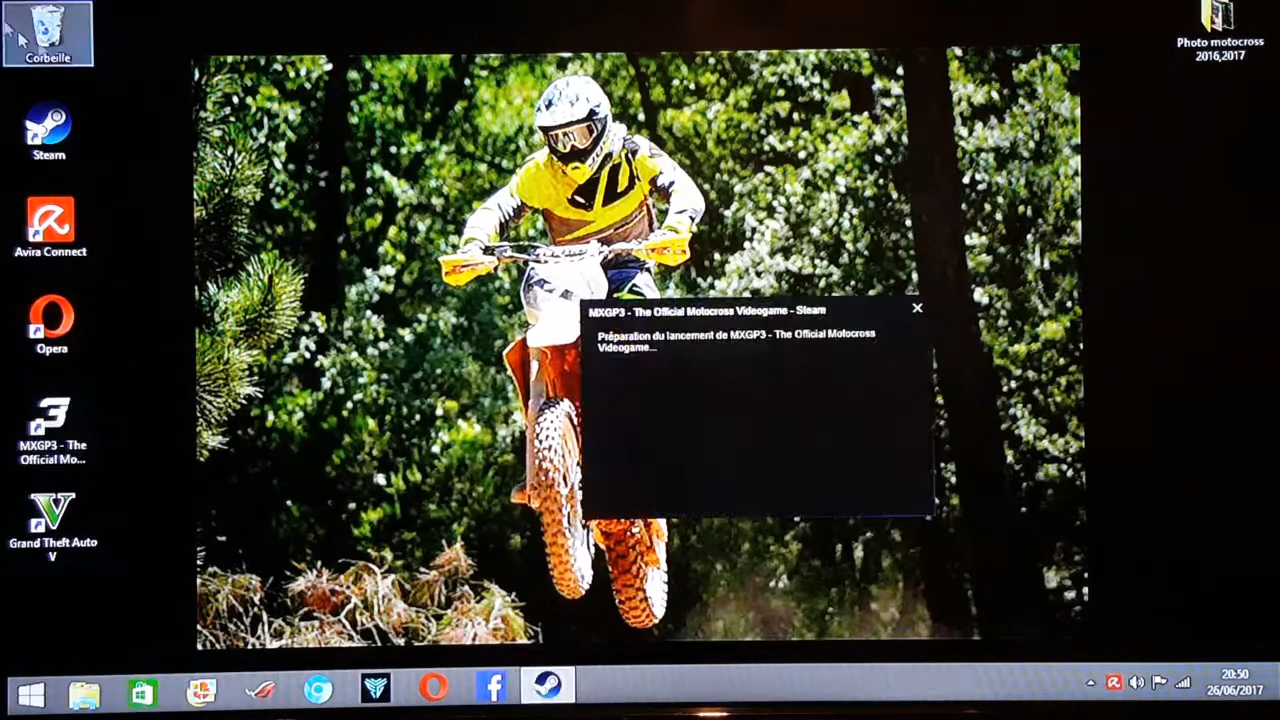 Corbeille
Steam
Avira Connect
Opera
MXGP3 - The
Official Mo...
Grand Theft Auto
V
Photo motocross
2016,2017
MXGP3 - The Official Motocross Videogame - Steam
Préparation du lancement de MXGP3 - The Official Motocross
Videogame...
20:50
26/06/2017